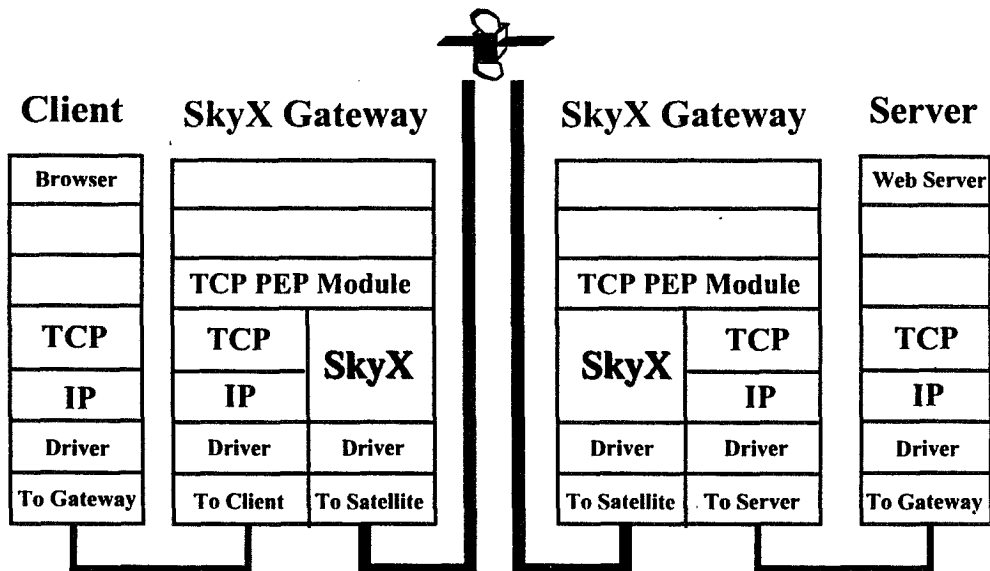 Client
SkyX Gateway
SkyX Gateway
Server
Browser
TCP
IP
Driver
To Gateway
TCP PEP Module
TCP
IP
Driver
To Client
SkyX
Driver
To Satellite
TCP PEP Module
SkyX
Driver
To Satellite
TCP
IP
Driver
To Server
Web Server
TCP
IP
Driver
To Gateway